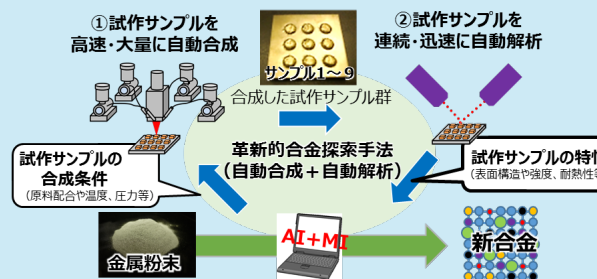 ①試作サンプルを
高速・大量に自動合成
サンプル1～9
合成した試作サンプル群
②試作サンプルを
連続・迅速に自動解析
革新的合金探索手法
（自動合成＋自動解析）
試作サンプルの
合成条件
（原料配合や温度、圧力等）
試作サンプルの特性
（表面構造や強度、耐熱性等
金属粉末
AI+MI
新合金